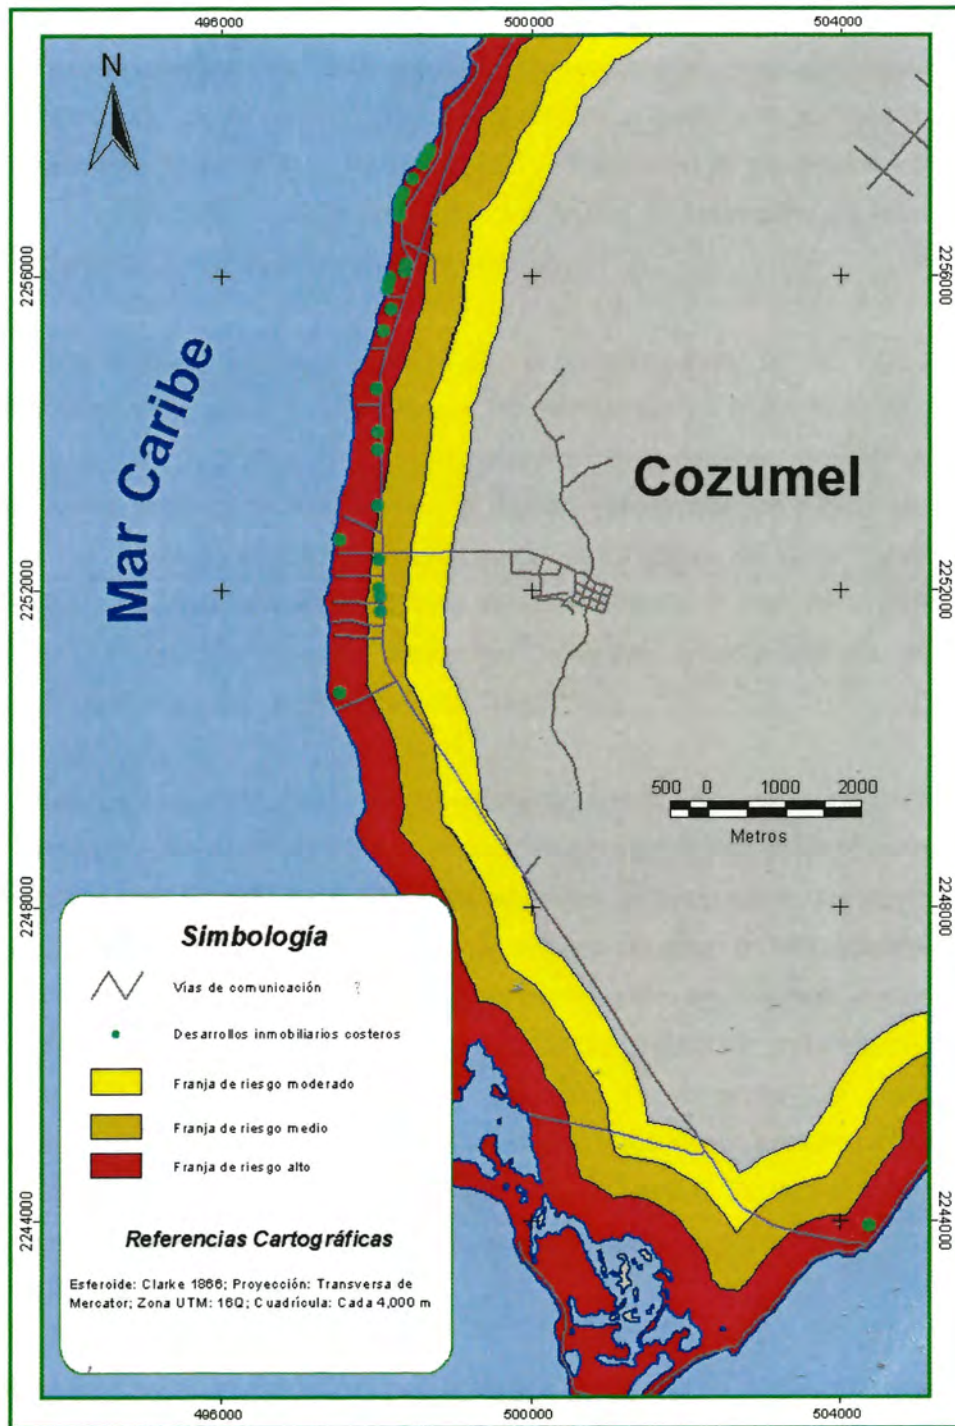 496000
500000
504000
N
2256000
2256000
Mar Caribe
Cozumel
2252000
2252000
500 0 1000 2000
Metros
2248000
2248000
Simbología
Vías de comunicación
Desarrollos inmobiliarios costeros
Franja de riesgo moderado
Franja de riesgo medio
Franja de riesgo alto
2244000
2244000
Referencias Cartográficas
Esferoide: Clarke 1866; Proyección: Transversa de
Mercator; Zona UTM: 16Q; Cuadrícula: Cada 4,000 m
496000
500000
504000